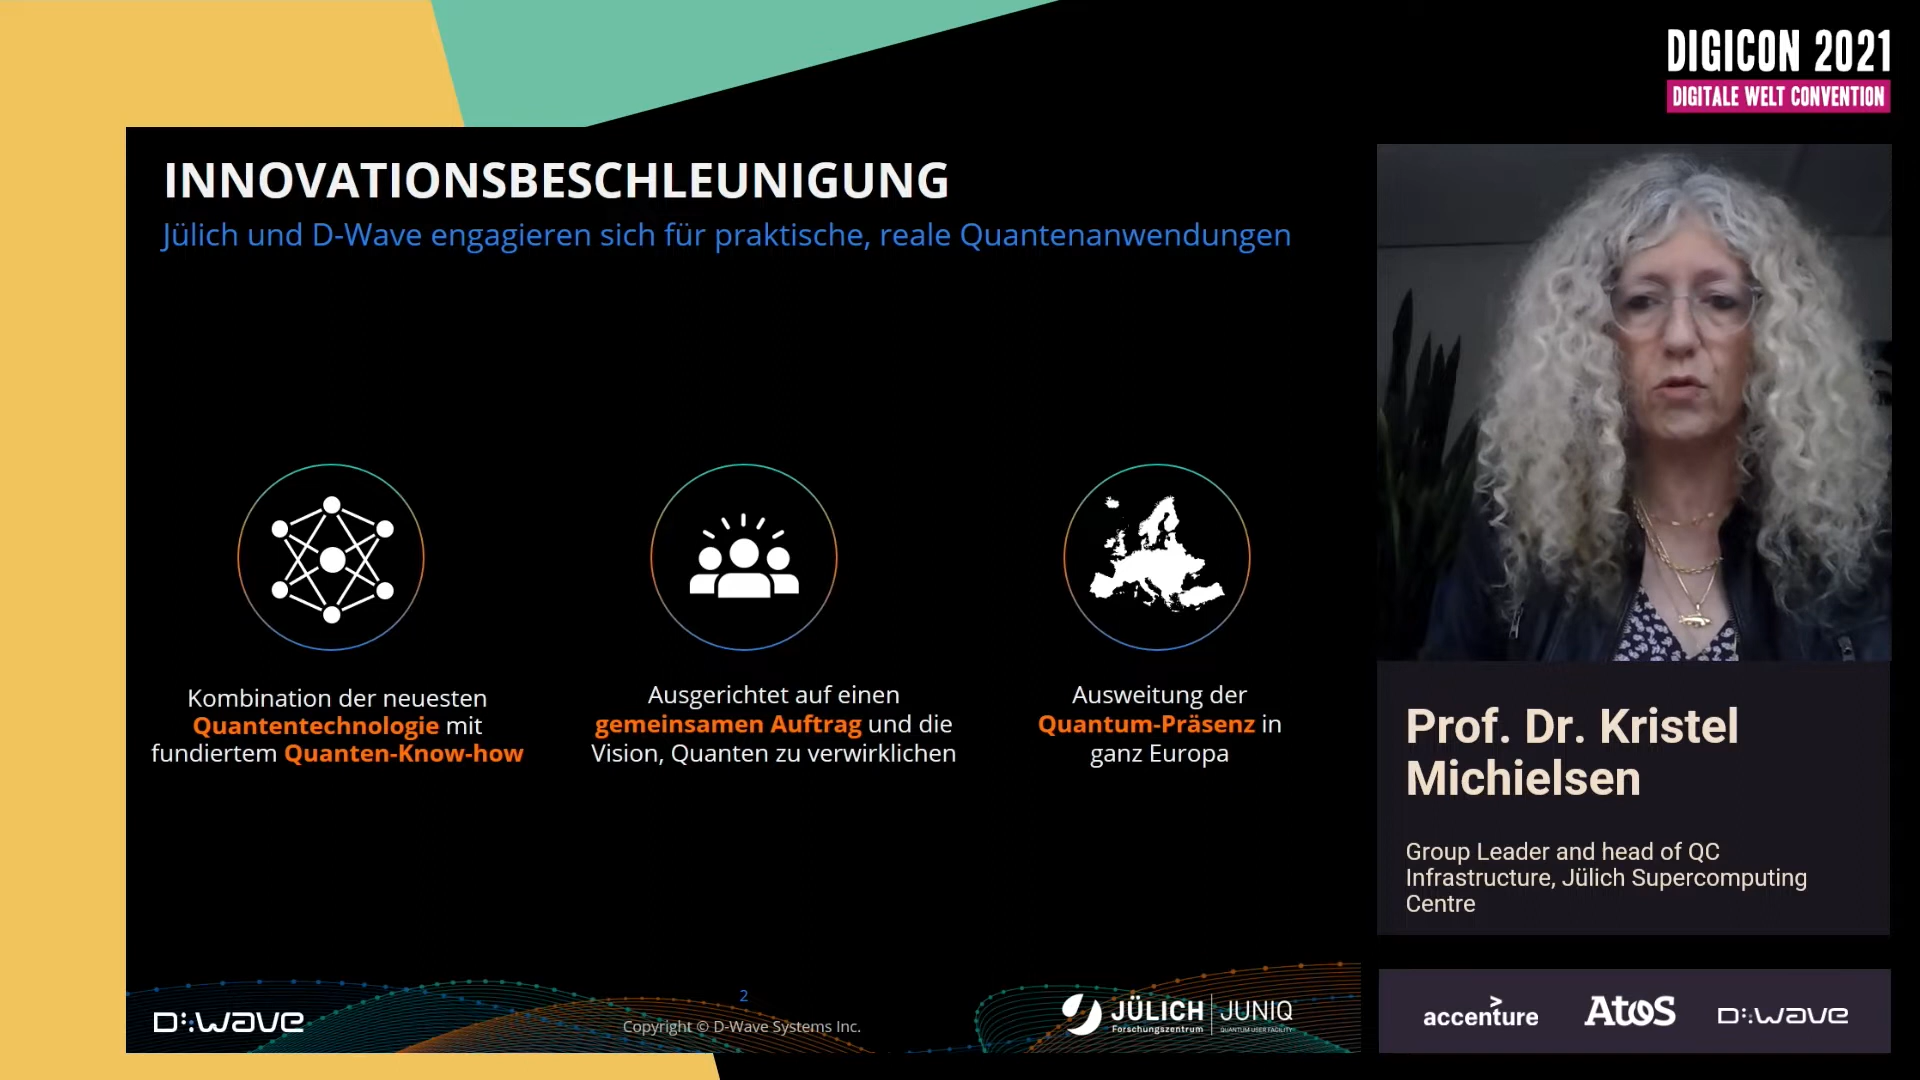 DIGICON 2021
DIGITALE WELT CONVENTION
INNOVATIONSBESCHLEUNIGUNG
Jülich und D-Wave engagieren sich für praktische, reale Quantenanwendungen
Kombination der neuesten
Quantentechnologie mit
fundiertem Quanten-Know-how
Ausgerichtet auf einen
gemeinsamen Auftrag und die
Vision, Quanten zu verwirklichen
Ausweitung der
Quantum-Präsenz in
ganz Europa
Prof. Dr. Kristel
Michielsen
Group Leader and head of QC
Infrastructure, Jülich Supercomputing
Centre
D:wave
2
Copyright © D-Wave Systems Inc.
JÜLICH
Forschungszentrum
JUNIQ
QUANTUM USER FACILITY
accenture
Atos
D:wave